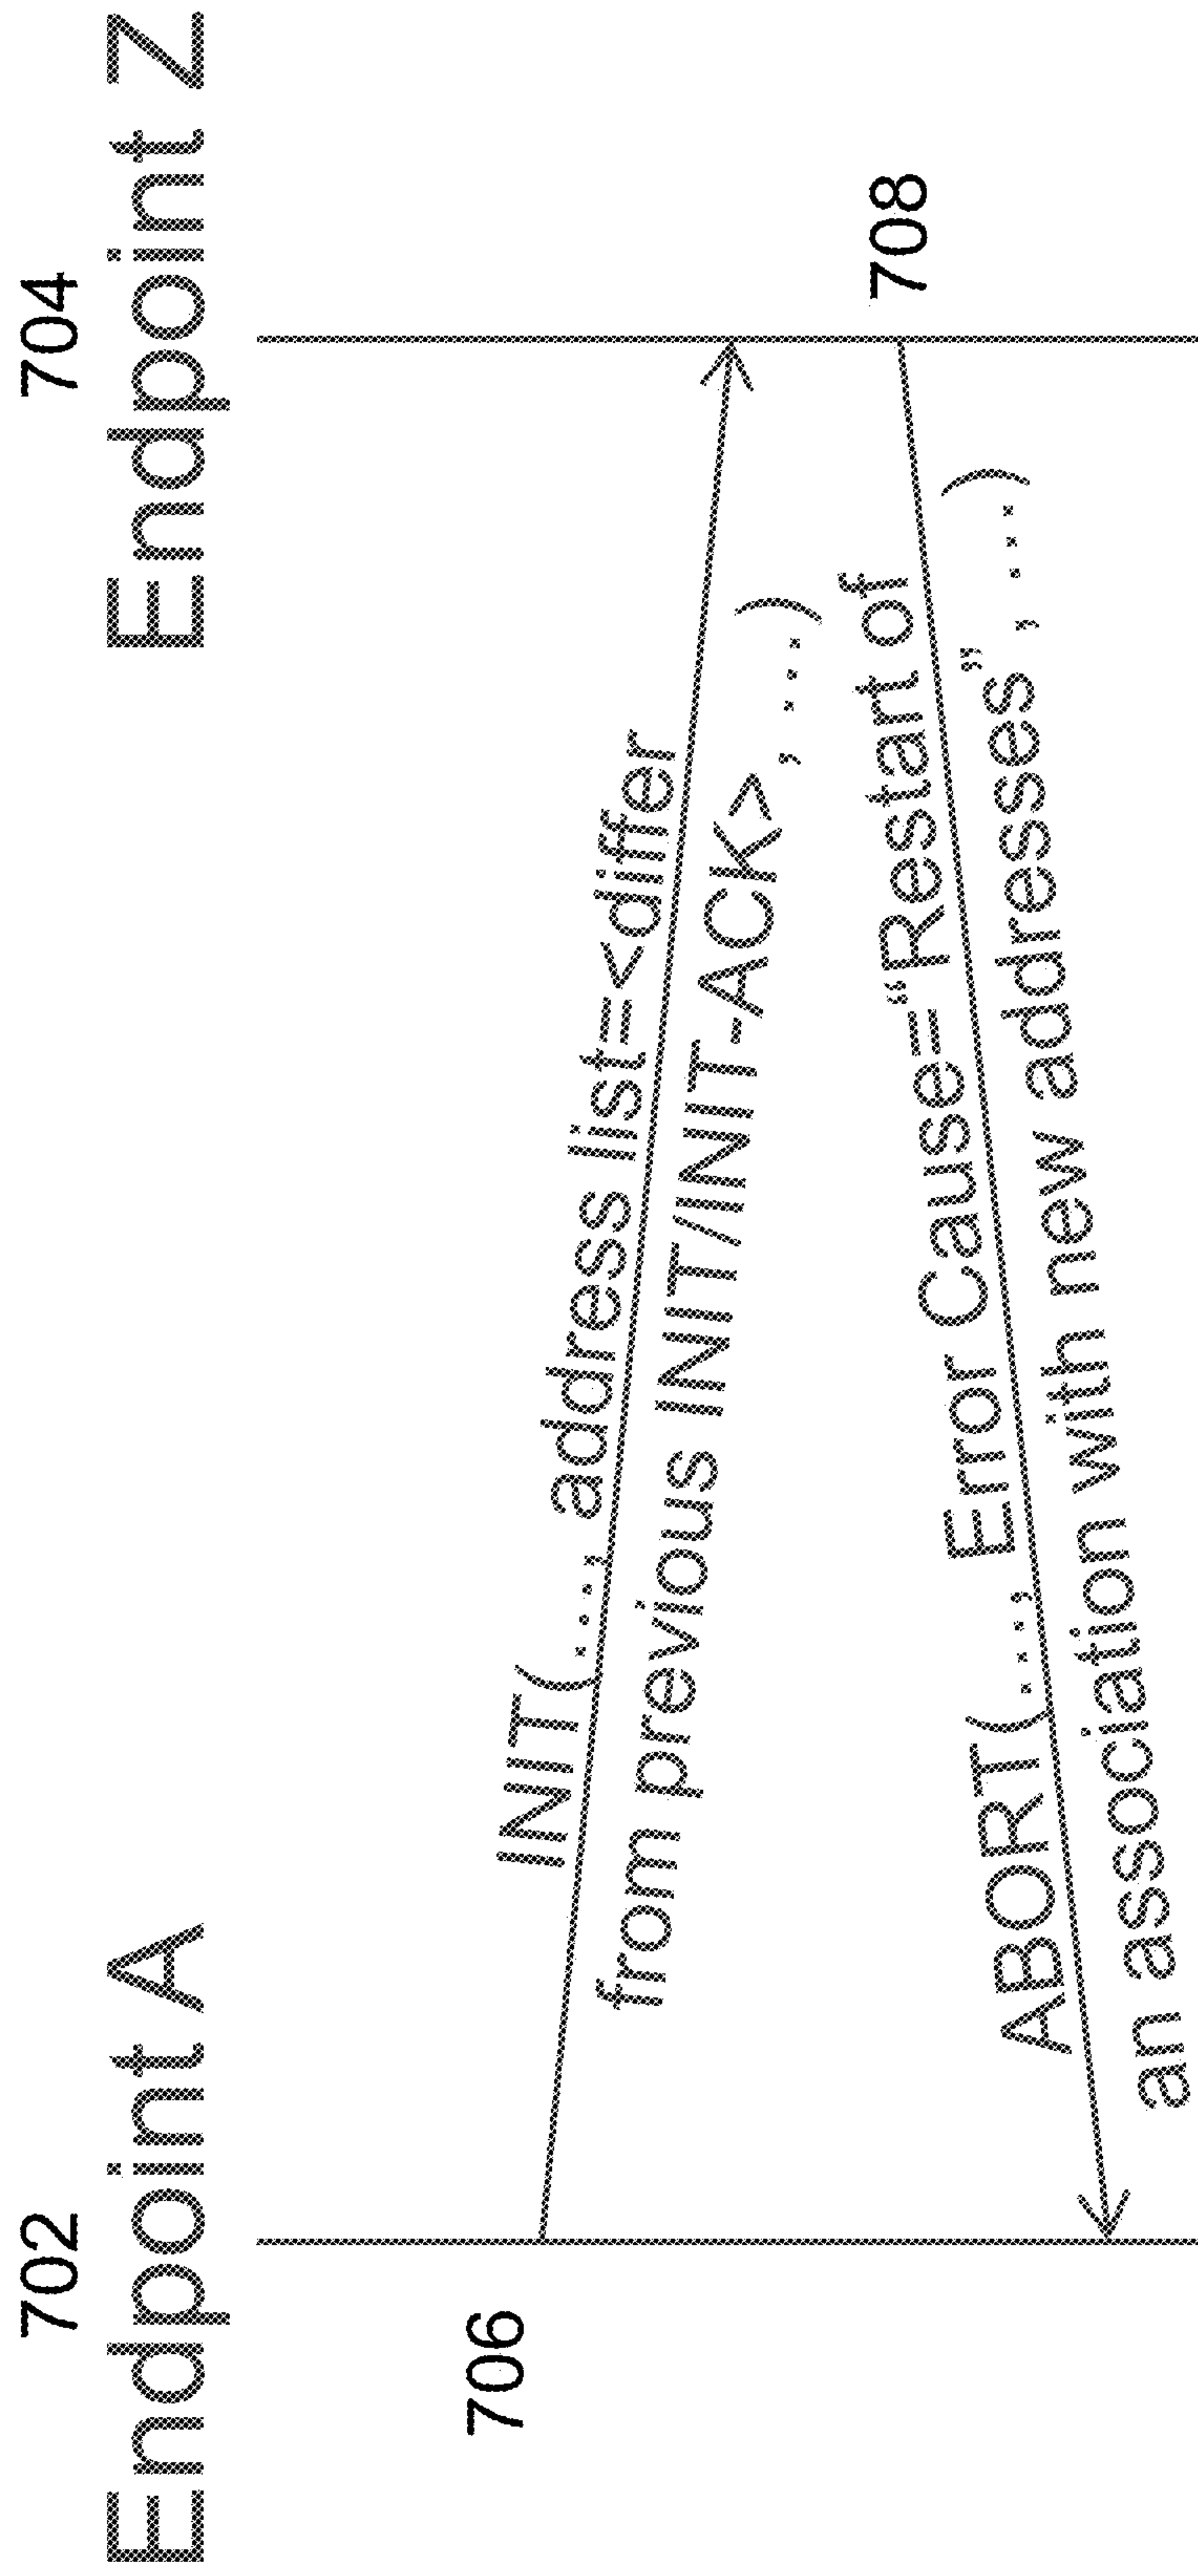 702
704
Endpoint A
Endpoint Z
706
INIT(..., address list=<differ
from previous INIT/INIT-ACK>, ...)
708
ABORT(..., Error Cause=“Restart of
an association with new addresses”, ...)